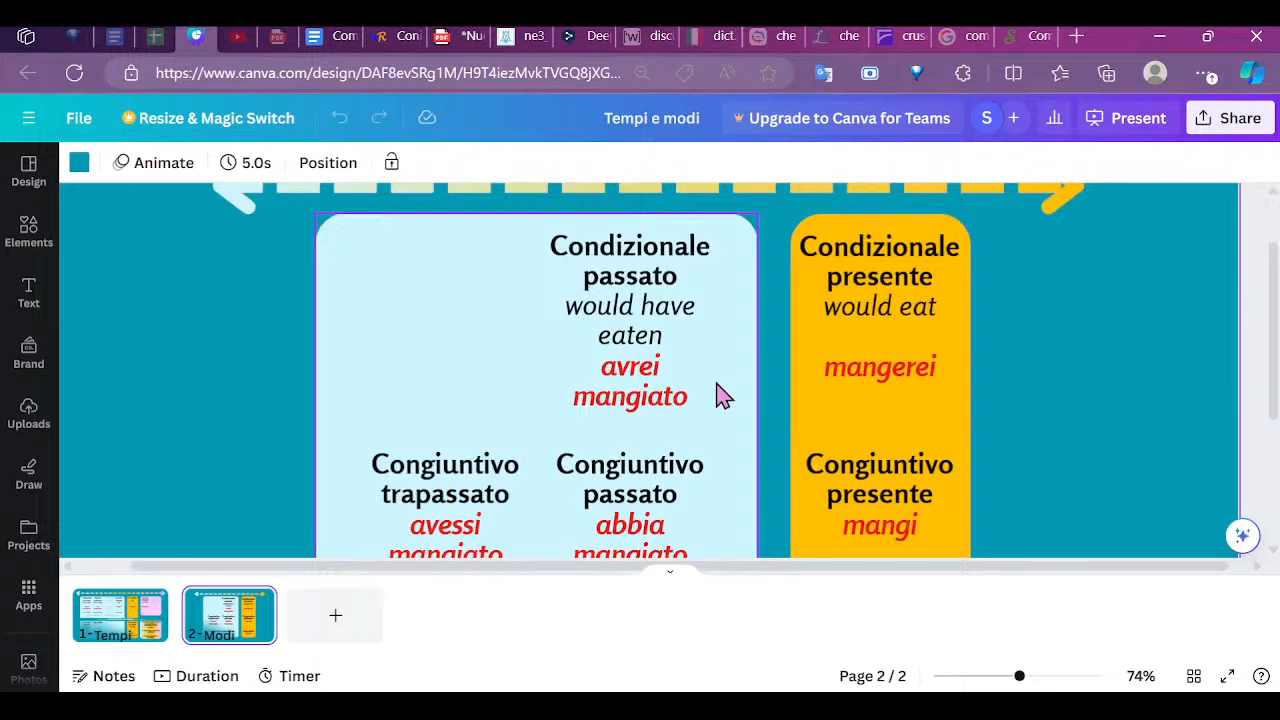 Com
Con
*Nu
ne3
Dee
disc
dict.
che
che
crus
com
Com
https://www.canva.com/design/DAF8evSRg1M/H9T4iezMvkTVGQ8jXG...
File
Resize & Magic Switch
Tempi e modi
Upgrade to Canva for Teams
S
Present
Share
Animate
5.0s
Position
Design
Elements
Text
Brand
Uploads
Draw
Projects
Apps
Photos
Condizionale
passato
would have
eaten
avrei
mangiato
Condizionale
presente
would eat
mangerei
Congiuntivo
trapassato
avessi
mangiato
Congiuntivo
passato
abbia
mangiato
Congiuntivo
presente
mangi
1- Tempi
2- Modi
Notes
Duration
Timer
Page 2 / 2
74%